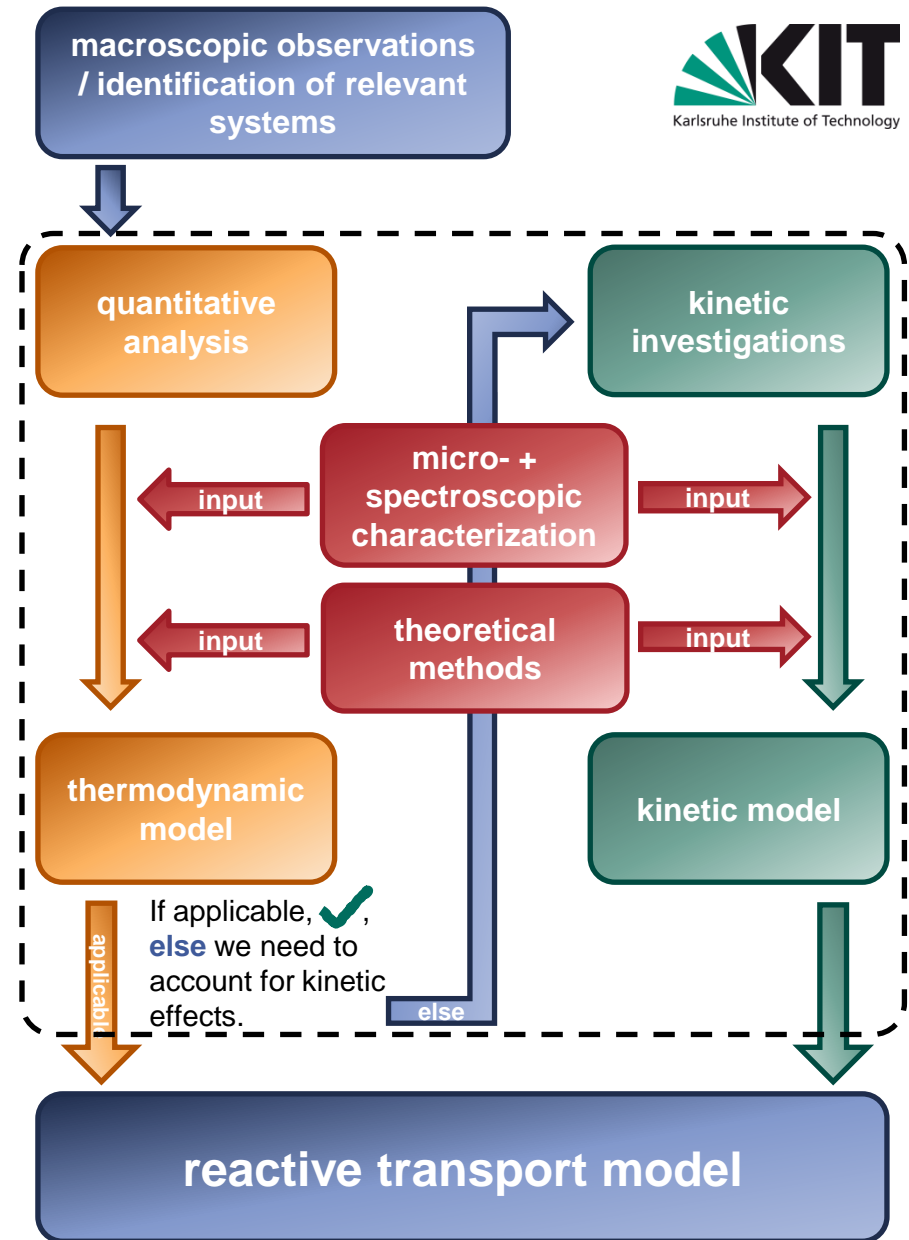 macroscopic observations
/ identification of relevant
systems
KIT
Karlsruhe Institute of Technology
quantitative
analysis
kinetic
investigations
micro- +
spectroscopic
characterization
input
input
theoretical
methods
input
input
thermodynamic
model
kinetic model
applicable
If applicable, ✓,
else we need to
account for kinetic
effects.
else
reactive transport model